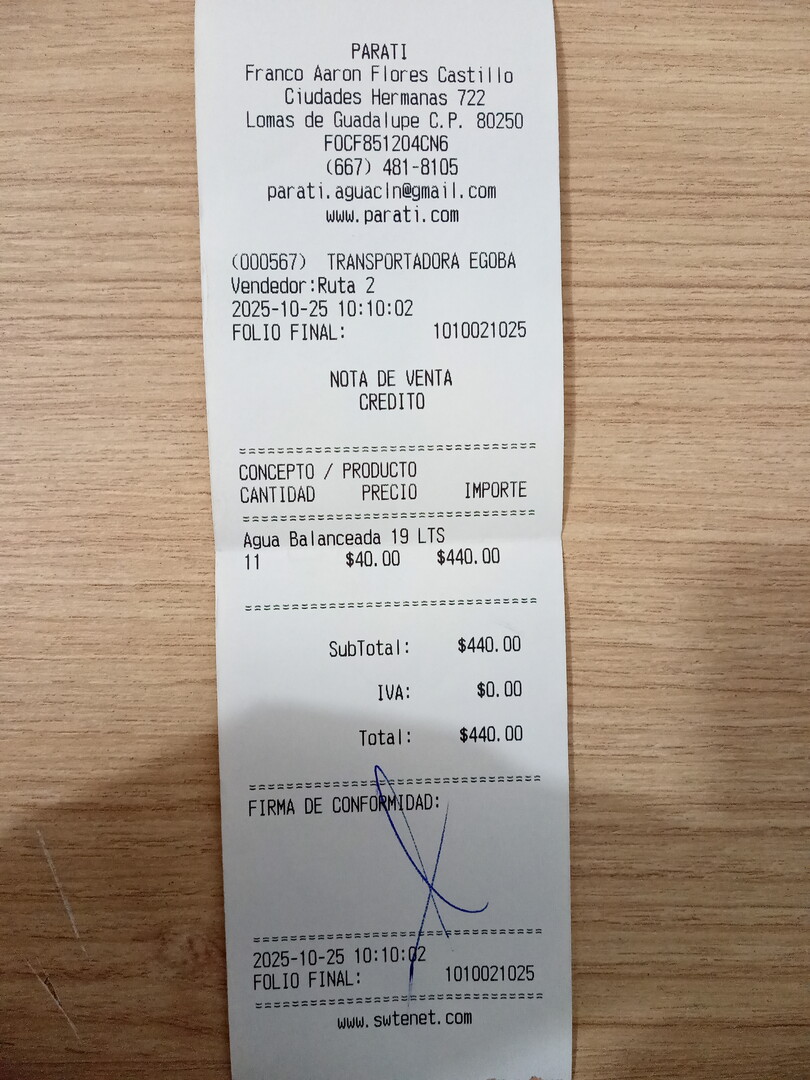 PARATI
Franco Aaron Flores Castillo
Ciudades Hermanas 722
Lomas de Guadalupe C.P. 80250
FOCF851204CN6
(667) 481-8105
parati.aguacln@gmail.com
www.parati.com
(000567) TRANSPORTADORA EGOBA
Vendedor:Ruta 2
2025-10-25 10:10:02
FOLIO FINAL: 1010021025
NOTA DE VENTA
CREDITO
CONCEPTO / PRODUCTO
CANTIDAD PRECIO IMPORTE
Agua Balanceada 19 LTS
11 $40.00 $440.00
SubTotal: $440.00
IVA: $0.00
Total: $440.00
FIRMA DE CONFORMIDAD:
2025-10-25 10:10:02
FOLIO FINAL: 1010021025
www.swtenet.com